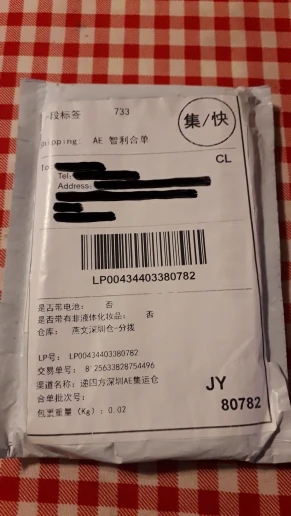 段标签 733
集/快
pping: AE 智利合单
To
CL
Tel:
Address:
LP00434403380782
是否带电池: 否
是否带有非液体化妆品: 否
仓库: 燕文深圳仓-分拨
LP号: LP00434403380782
交易单号: 8 25633828754496
渠道名称: 递四方深圳AE集运仓
合单批次号:
包裹重量(Kg): 0.02
JY
80782